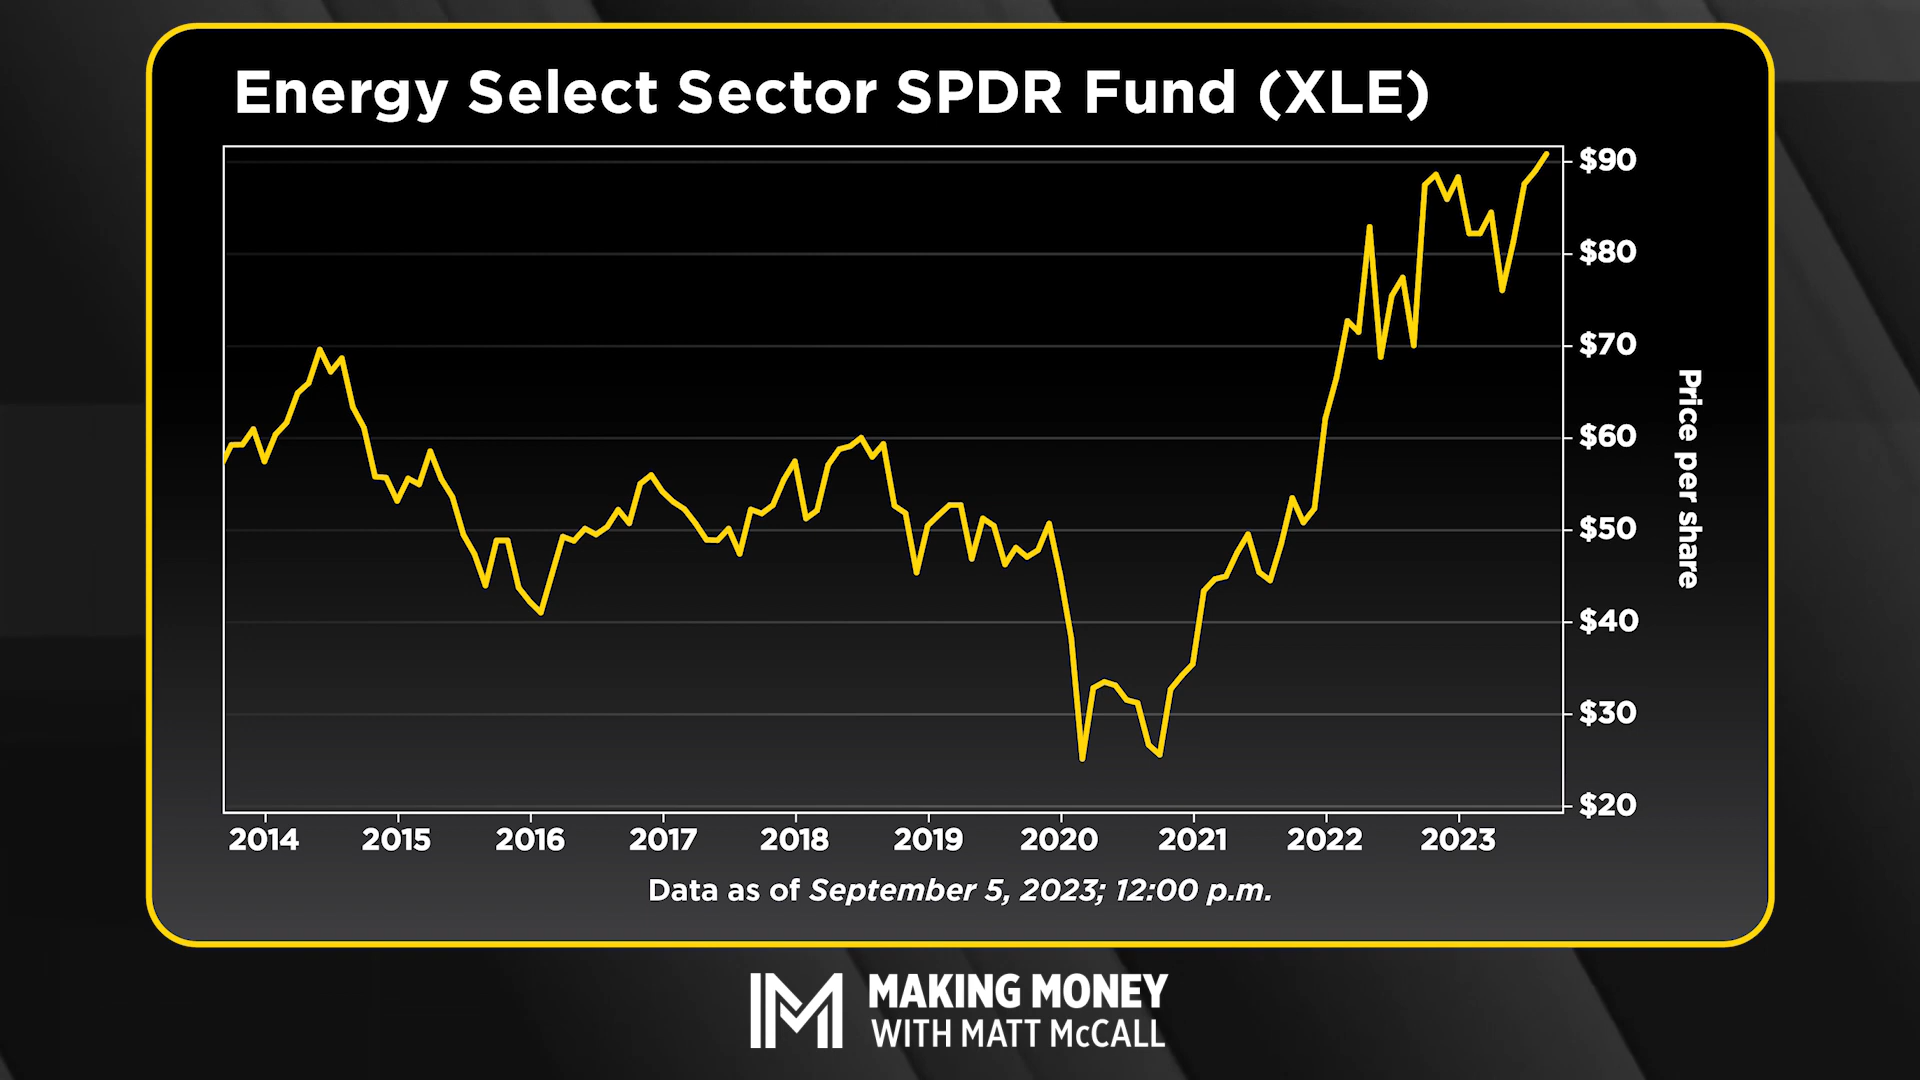 Energy Select Sector SPDR Fund (XLE)
$90
$80
$70
$60
$50
$40
$30
$20
Price per share
2014 2015 2016 2017 2018 2019 2020 2021 2022 2023
Data as of September 5, 2023; 12:00 p.m.
MAKING MONEY
WITH MATT McCALL